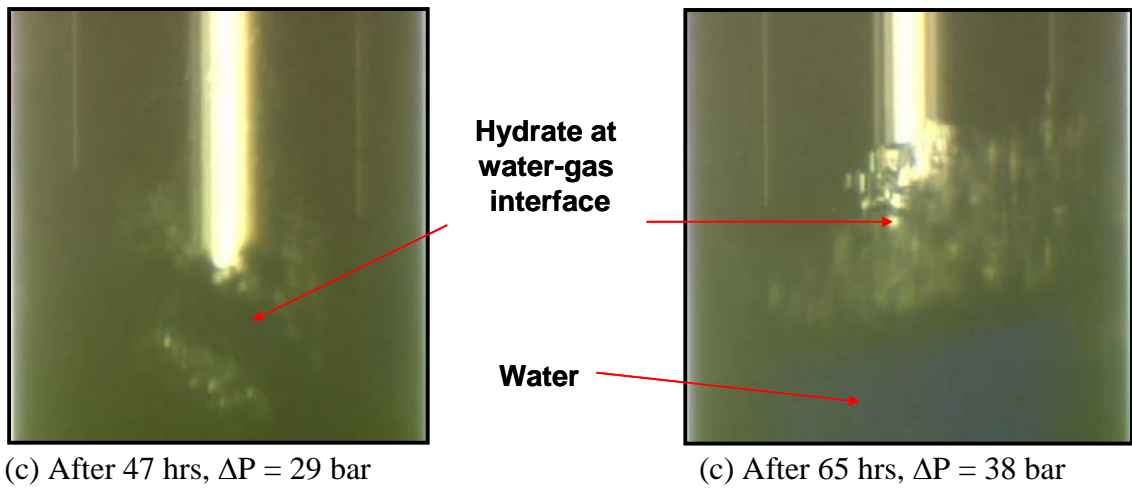 Hydrate at
water-gas
interface
Water
(c) After 47 hrs, ΔP = 29 bar
(c) After 65 hrs, ΔP = 38 bar